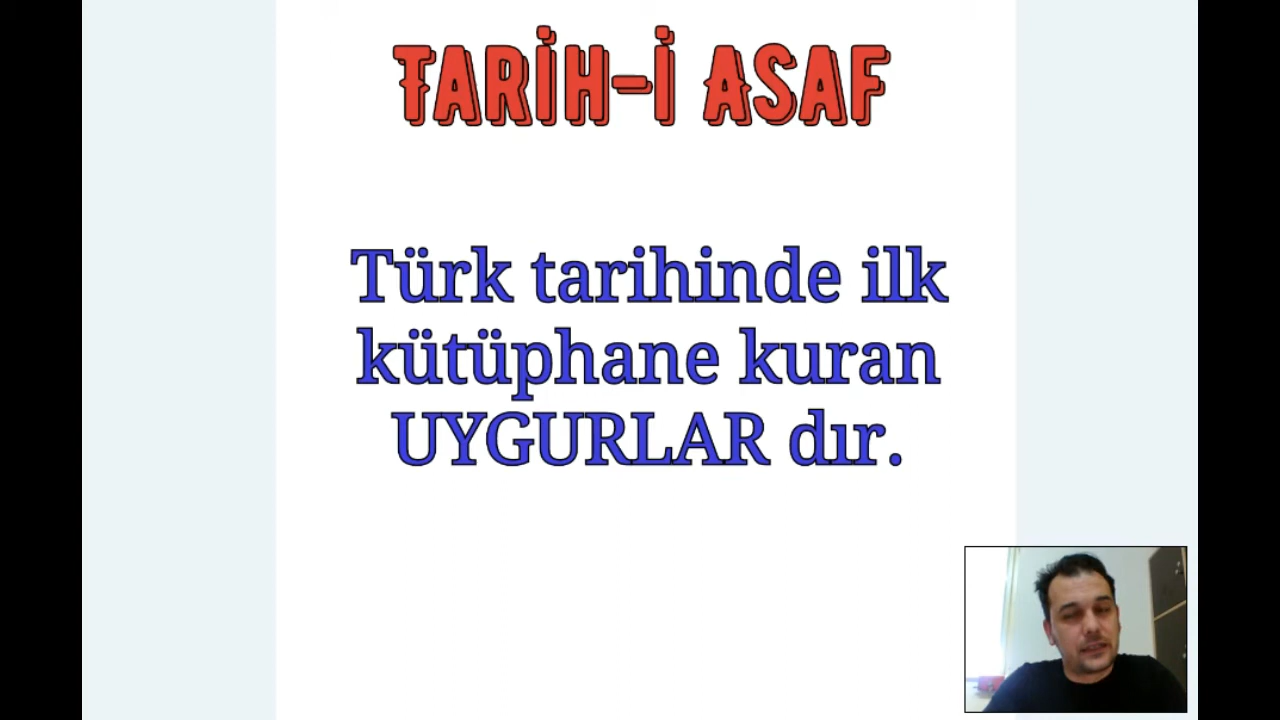 TARİH-İ ASAF
Türk tarihinde ilk
kütüphane kuran
UYGURLAR dır.